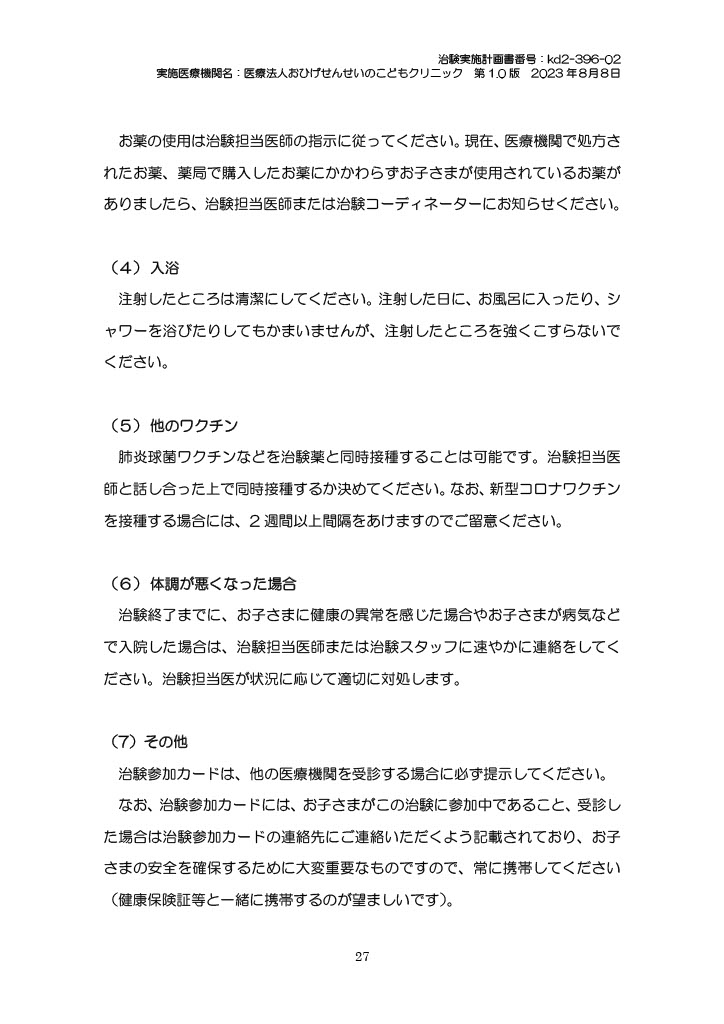 治験実施計画書番号：kd2-396-02
実施医療機関名：医療法人おひげせんせいのこどもクリニック　第 1.0 版　2023 年８月８日
お薬の使用は治験担当医師の指示に従ってください。現在、医療機関で処方さ
れたお薬、薬局で購入したお薬にかかわらずお子さまが使用されているお薬が
ありましたら、治験担当医師または治験コーディネーターにお知らせください。
（４） 入浴
注射したところは清潔にしてください。注射した日に、お風呂に入ったり、シ
ャワーを浴びたりしてもかまいませんが、注射したところを強くこすらないで
ください。
（５） 他のワクチン
肺炎球菌ワクチンなどを治験薬と同時接種することは可能です。治験担当医
師と話し合った上で同時接種するか決めてください。なお、新型コロナワクチン
を接種する場合には、２週間以上間隔をあけますのでご留意ください。
（６） 体調が悪くなった場合
治験終了までに、お子さまに健康の異常を感じた場合やお子さまが病気など
で入院した場合は、治験担当医師または治験スタッフに速やかに連絡をしてく
ださい。治験担当医が状況に応じて適切に対処します。
（7）その他
治験参加カードは、他の医療機関を受診する場合に必ず提示してください。
なお、治験参加カードには、お子さまがこの治験に参加中であること、受診し
た場合は治験参加カードの連絡先にご連絡いただくよう記載されており、お子
さまの安全を確保するために大変重要なものですので、常に携帯してください
（健康保険証等と一緒に携帯するのが望ましいです）。
27